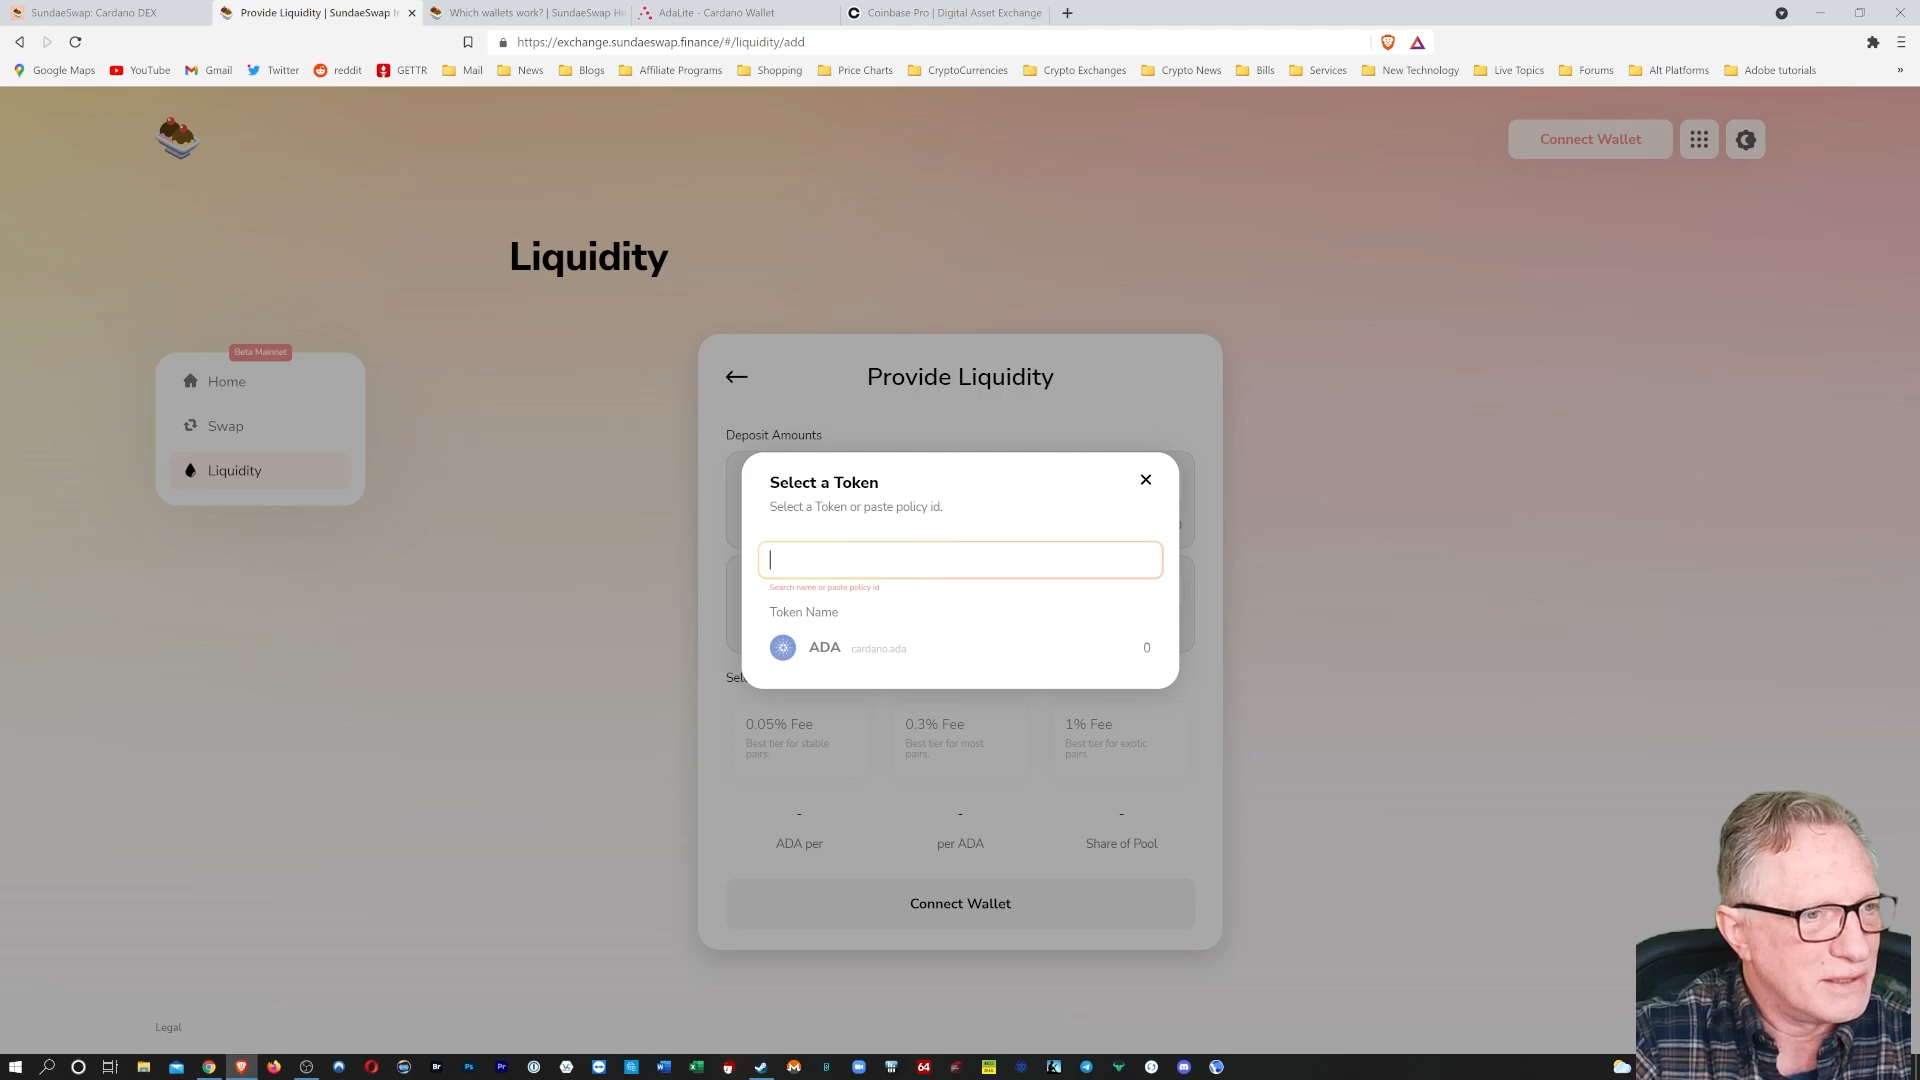 SundaeSwap: Cardano DEX
Provide Liquidity | SundaeSwap
Which wallets work? | SundaeSwap He
AdaLite - Cardano Wallet
Coinbase Pro | Digital Asset Exchange
https://exchange.sundaeswap.finance/#/liquidity/add
Google Maps
YouTube
Gmail
Twitter
reddit
GETTR
Mail
News
Blogs
Affiliate Programs
Shopping
Price Charts
CryptoCurrencies
Crypto Exchanges
Crypto News
Bills
Services
New Technology
Live Topics
Forums
Alt Platforms
Adobe tutorials
»
Connect Wallet
Liquidity
Beta Mainnet
Home
Swap
Liquidity
Provide Liquidity
Deposit Amounts
Select a Token
Select a Token or paste policy id.
Search name or paste policy id
Token Name
ADA cardano.ada 0
Sel
0.05% Fee
Best tier for stable
pairs.
0.3% Fee
Best tier for most
pairs.
1% Fee
Best tier for exotic
pairs
- - -
ADA per
per ADA
Share of Pool
Connect Wallet
Legal
Br
Ps
Pr
64